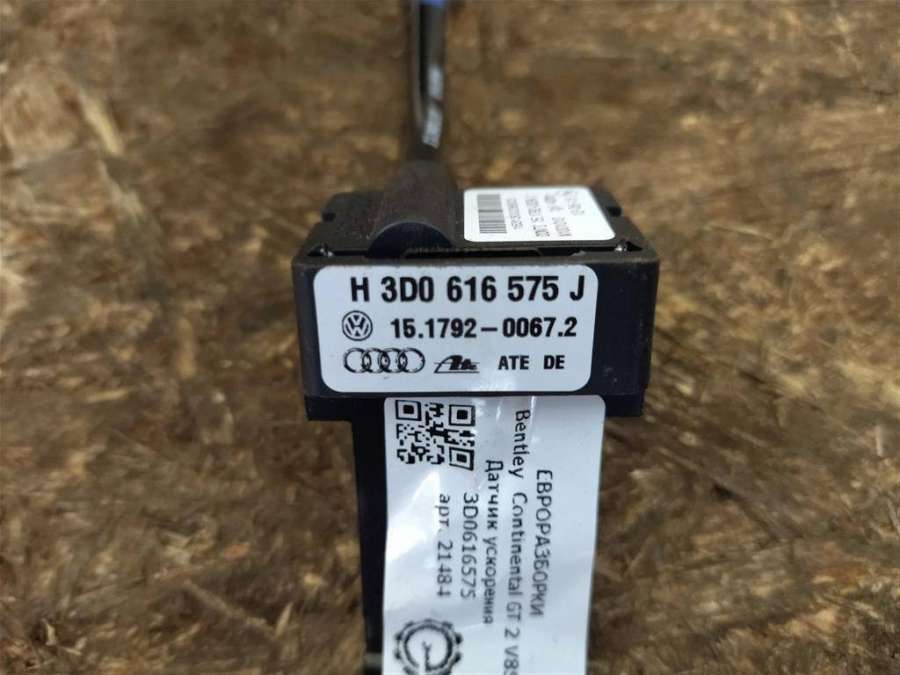 H 3D0 616 575 J
15.1792-0067.2
ATE DE
ЕВРОРАЗБОРКИ
Bentley Continental GT 2 V8S
Датчик ускорения
3D0616575
арт. 21484